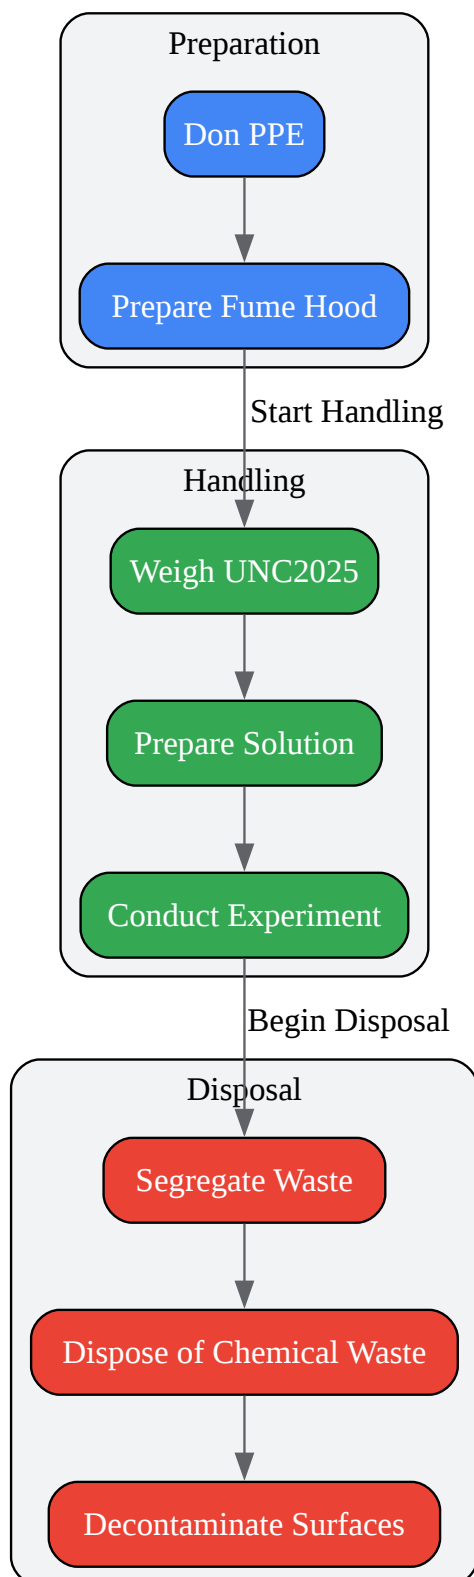 Preparation
Don PPE
Prepare Fume Hood
Start Handling
Handling
Weigh UNC2025
Prepare Solution
Conduct Experiment
Begin Disposal
Disposal
Segregate Waste
Dispose of Chemical Waste
Decontaminate Surfaces